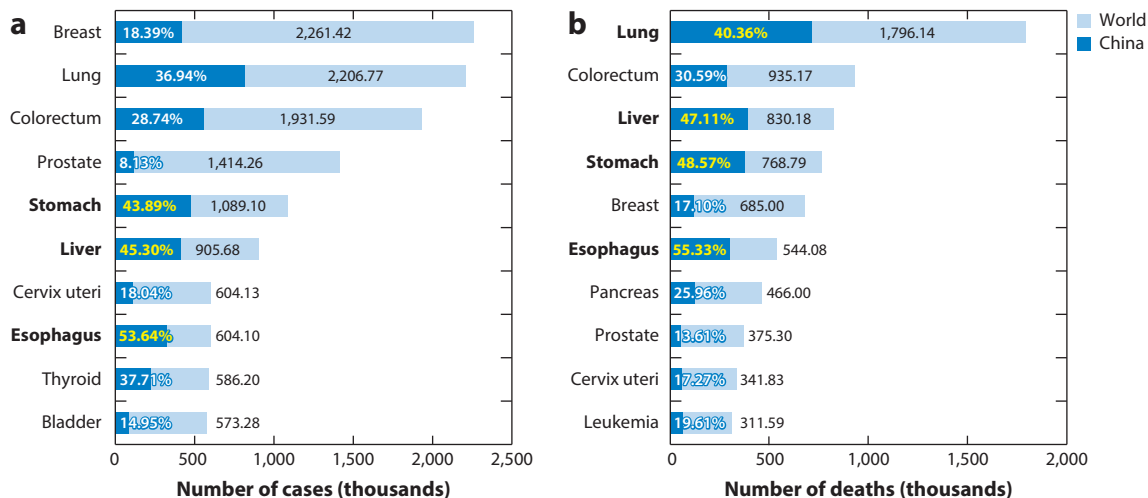 a
Breast 18.39% 2,261.42
Lung 36.94% 2,206.77
Colorectum 28.74% 1,931.59
Prostate 8.13% 1,414.26
Stomach 43.89% 1,089.10
Liver 45.30% 905.68
Cervix uteri 18.04% 604.13
Esophagus 53.64% 604.10
Thyroid 37.71% 586.20
Bladder 14.95% 573.28
0 500 1,000 1,500 2,000 2,500
Number of cases (thousands)
b
Lung 40.36% 1,796.14
Colorectum 30.59% 935.17
Liver 47.11% 830.18
Stomach 48.57% 768.79
Breast 17.10% 685.00
Esophagus 55.33% 544.08
Pancreas 25.96% 466.00
Prostate 13.61% 375.30
Cervix uteri 17.27% 341.83
Leukemia 19.61% 311.59
0 500 1,000 1,500 2,000
Number of deaths (thousands)
World
China